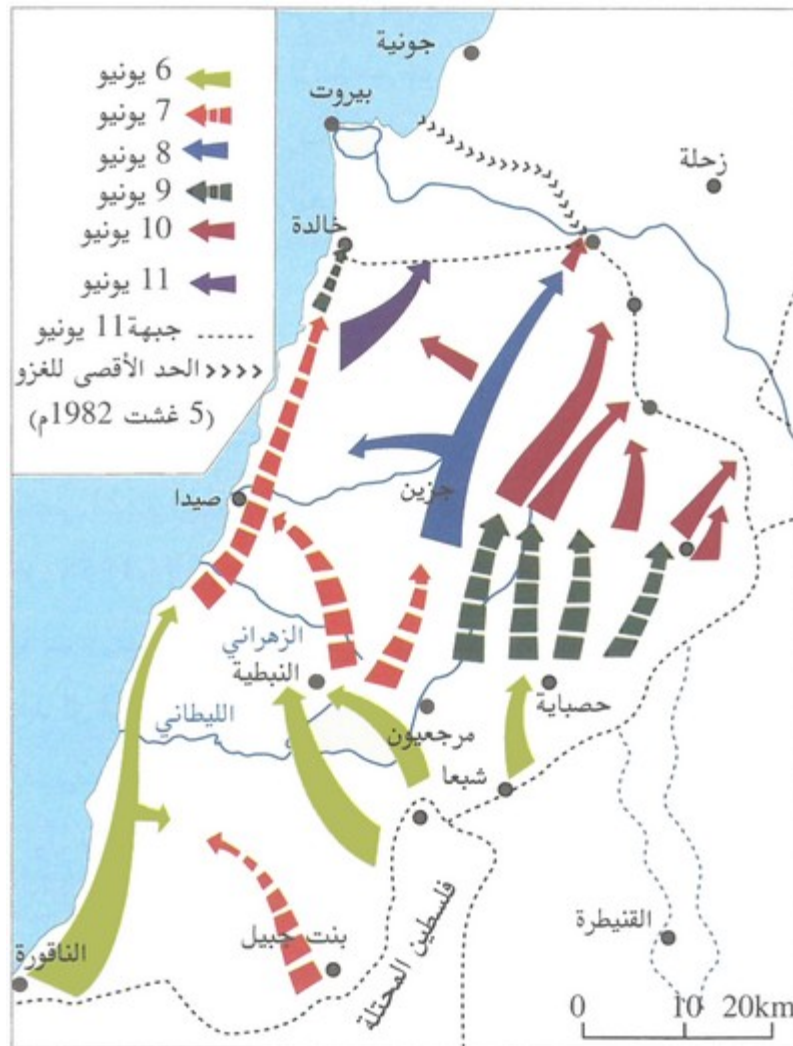 جونية
بيروت
زحلة
خالدة
6 يونيو
7 يونيو
8 يونيو
9 يونيو
10 يونيو
11 يونيو
جبهة11 يونيو
الحد الأقصى للغزو
(5 غشت 1982م)
جزين
صيدا
الزهراني
النبطية
الليطاني
مرجعيون
حصباية
شبعا
فلسطين المحتلة
القنيطرة
بنت جبيل
الناقورة
0 10 20km